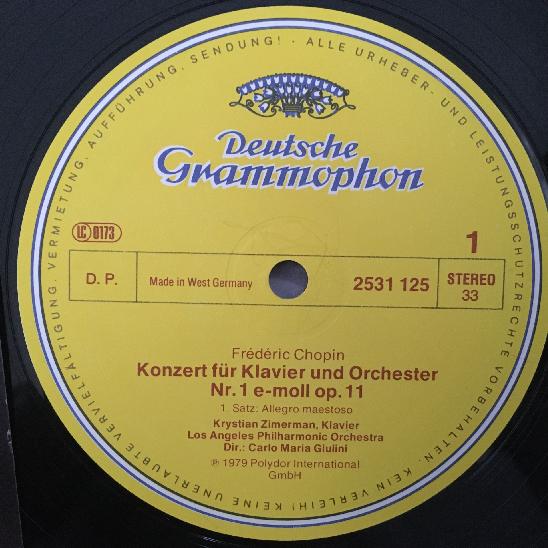 KEIN VERLEIH! KEINE UNERLAUBTE VERVIELFÄLTIGUNG, VERMIETUNG, AUFFÜHRUNG, SENDUNG! · ALLE URHEBER- UND LEISTUNGSSCHUTZRECHTE VORBEHALTEN.
Deutsche
Grammophon
LC 0173
1
D. P.
Made in West Germany
2531 125
STEREO
33
Frédéric Chopin
Konzert für Klavier und Orchester
Nr. 1 e-moll op. 11
1. Satz: Allegro maestoso
Krystian Zimerman, Klavier
Los Angeles Philharmonic Orchestra
Dir.: Carlo Maria Giulini
℗ 1979 Polydor International
GmbH